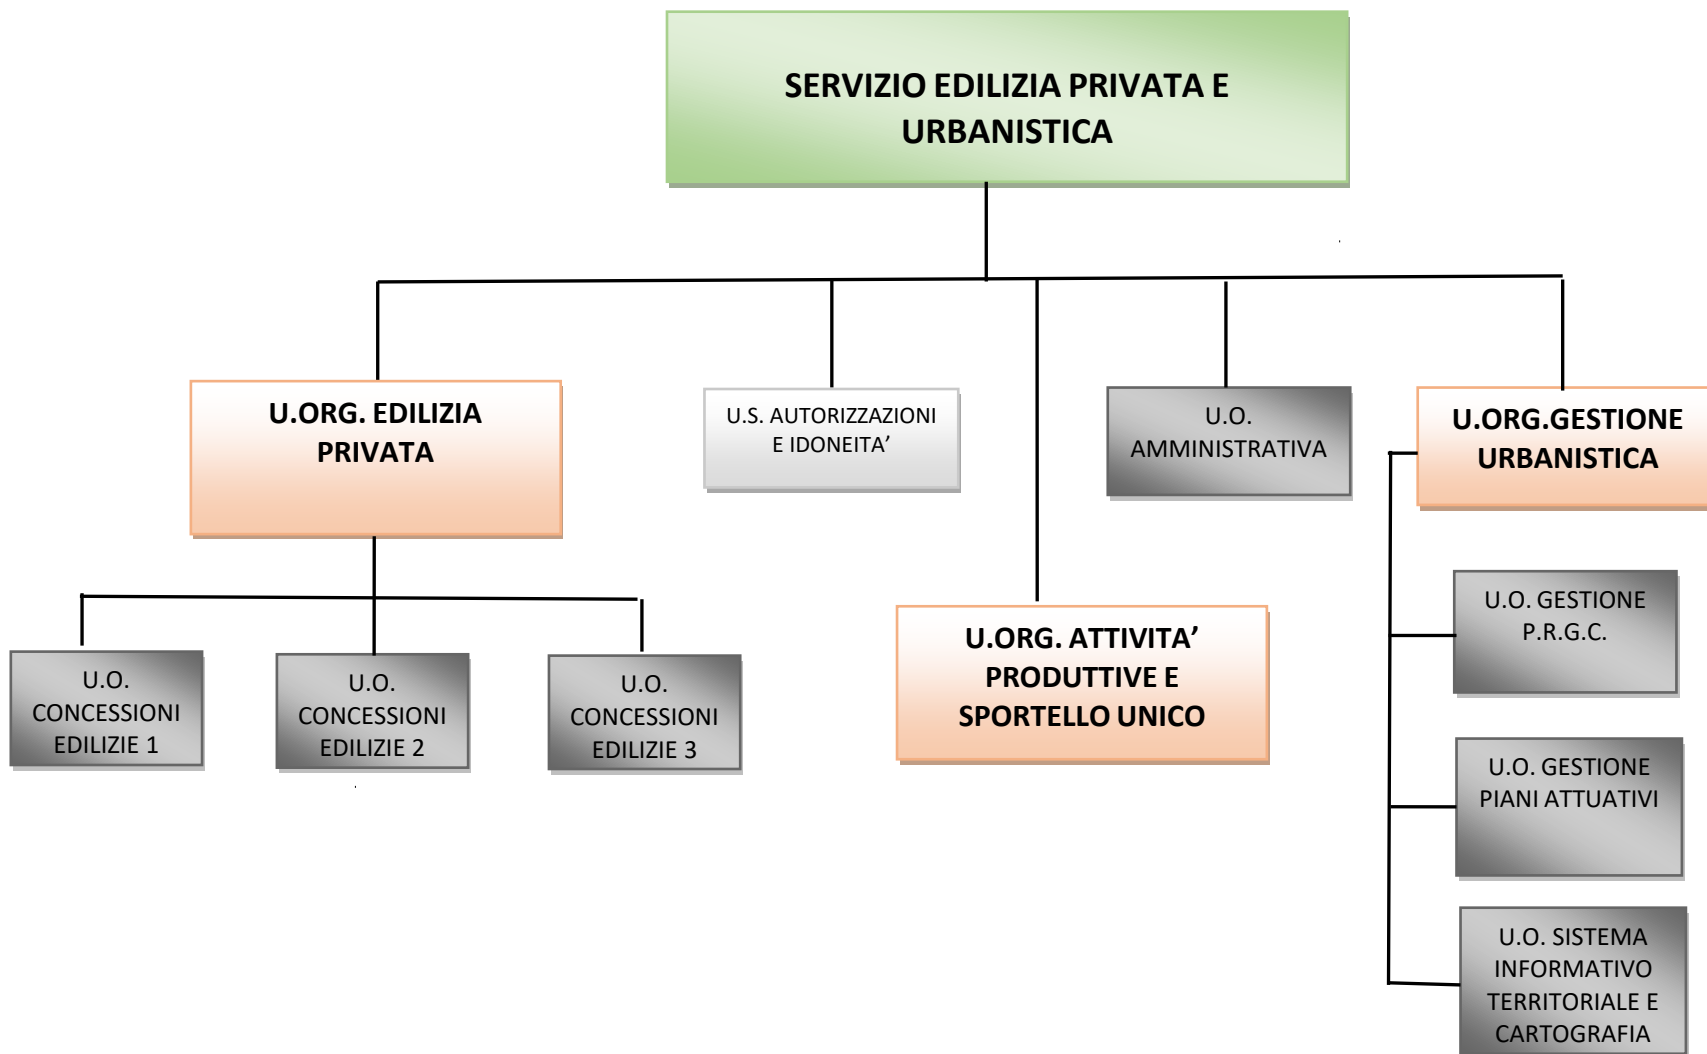 SERVIZIO EDILIZIA PRIVATA E
URBANISTICA
U.ORG. EDILIZIA
PRIVATA
U.S. AUTORIZZAZIONI
E IDONEITA’
U.O.
AMMINISTRATIVA
U.ORG.GESTIONE
URBANISTICA
U.O.
CONCESSIONI
EDILIZIE 1
U.O.
CONCESSIONI
EDILIZIE 2
U.O.
CONCESSIONI
EDILIZIE 3
U.ORG. ATTIVITA’
PRODUTTIVE E
SPORTELLO UNICO
U.O. GESTIONE
P.R.G.C.
U.O. GESTIONE
PIANI ATTUATIVI
U.O. SISTEMA
INFORMATIVO
TERRITORIALE E
CARTOGRAFIA